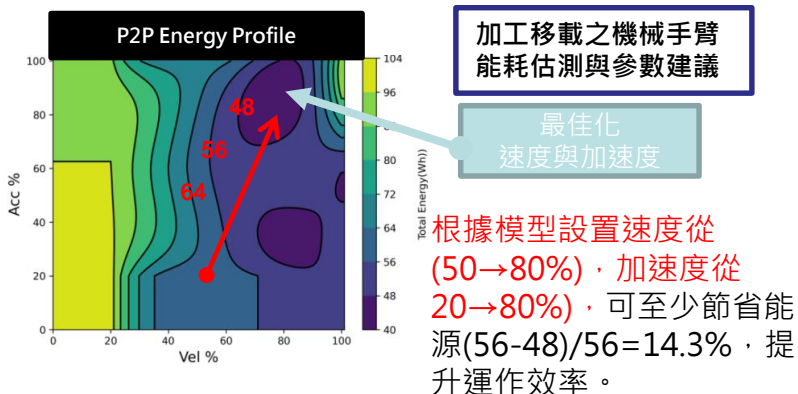 P2P Energy Profile
加工移載之機械手臂
能耗估測與參數建議
最佳化
速度與加速度
100
80
60
40
20
0
Acc %
0
20
40
60
80
100
Vel %
48
56
64
104
96
80
72
64
56
48
40
Total Energy(Wh))
根據模型設置速度從
(50→80%)，加速度從
20→80%)，可至少節省能
源(56-48)/56=14.3%，提
升運作效率。